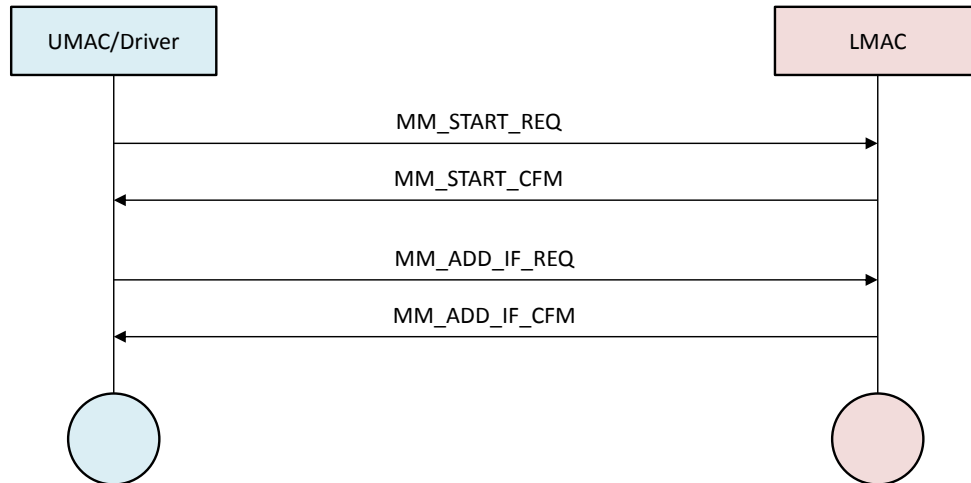 UMAC/Driver
LMAC
MM_START_REQ
MM_START_CFM
MM_ADD_IF_REQ
MM_ADD_IF_CFM